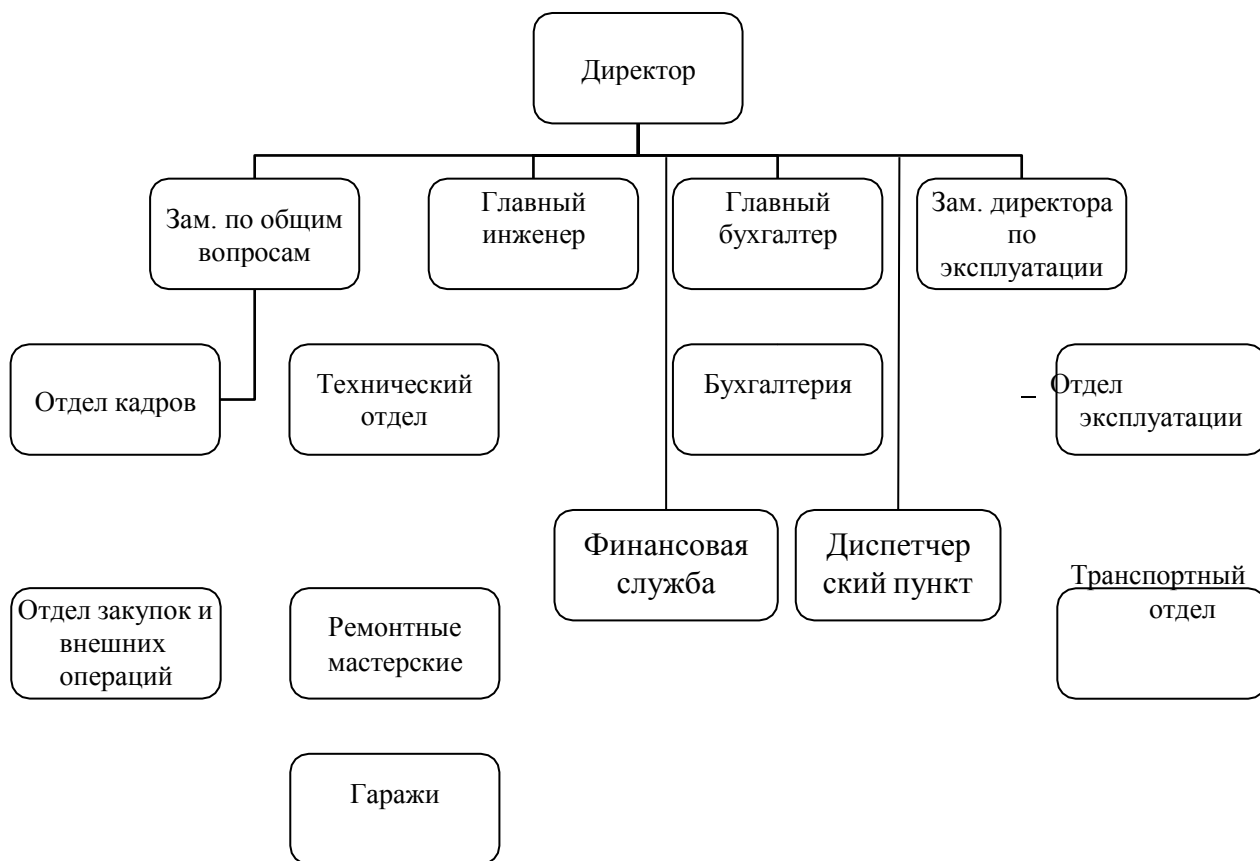 Директор
Зам. по общим
вопросам
Главный
инженер
Главный
бухгалтер
Зам. директора
по
эксплуатации
Отдел кадров
Технический
отдел
Бухгалтерия
Отдел
эксплуатации
Финансовая
служба
Диспетчер
ский пункт
Отдел закупок и
внешних
операций
Ремонтные
мастерские
Транспортный
отдел
Гаражи